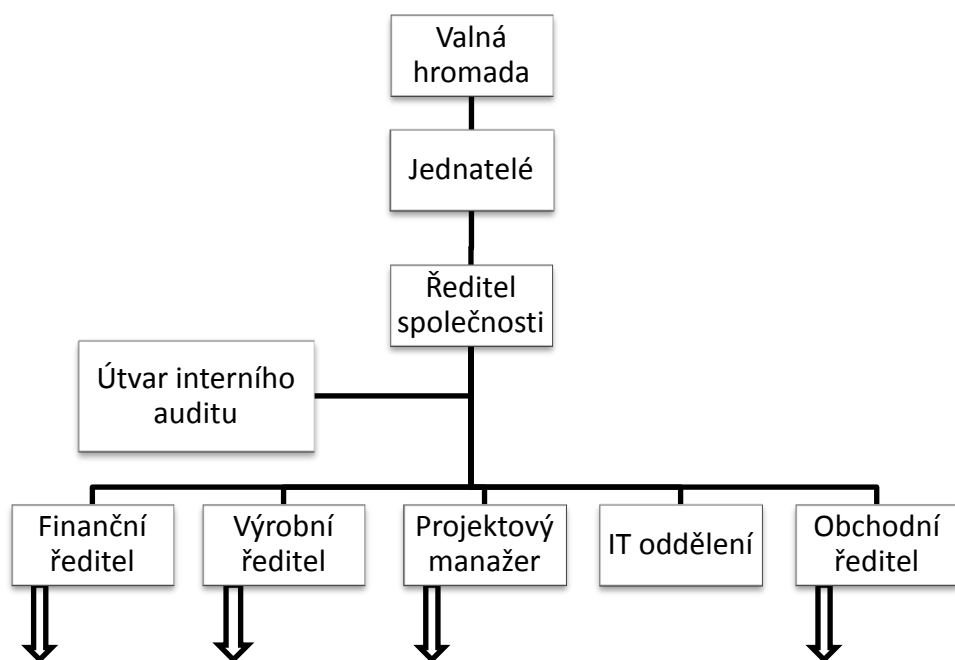 Valná
hromada
Jednatelé
Ředitel
společnosti
Útvar interního
auditu
Finanční
ředitel
Výrobní
ředitel
Projektový
manažer
IT oddělení
Obchodní
ředitel